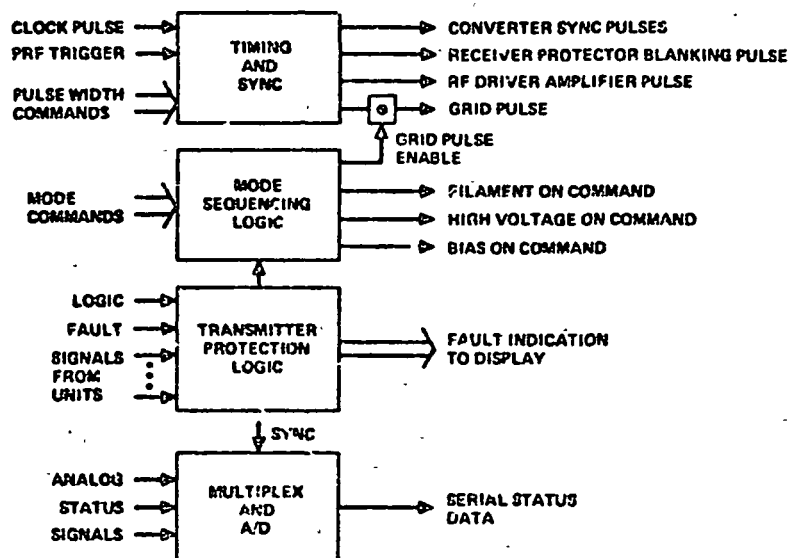 CLOCK PULSE
PRF TRIGGER
PULSE WIDTH
COMMANDS
TIMING
AND
SYNC
CONVERTER SYNC PULSES
RECEIVER PROTECTOR BLANKING PULSE
RF DRIVER AMPLIFIER PULSE
GRID PULSE
GRID PULSE
ENABLE
MODE
COMMANDS
MODE
SEQUENCING
LOGIC
FILAMENT ON COMMAND
HIGH VOLTAGE ON COMMAND
BIAS ON COMMAND
LOGIC
FAULT
SIGNALS
FROM
UNITS
TRANSMITTER
PROTECTION
LOGIC
FAULT INDICATION
TO DISPLAY
SYNC
ANALOG
STATUS
SIGNALS
MULTIPLEX
AND
A/D
SERIAL STATUS
DATA